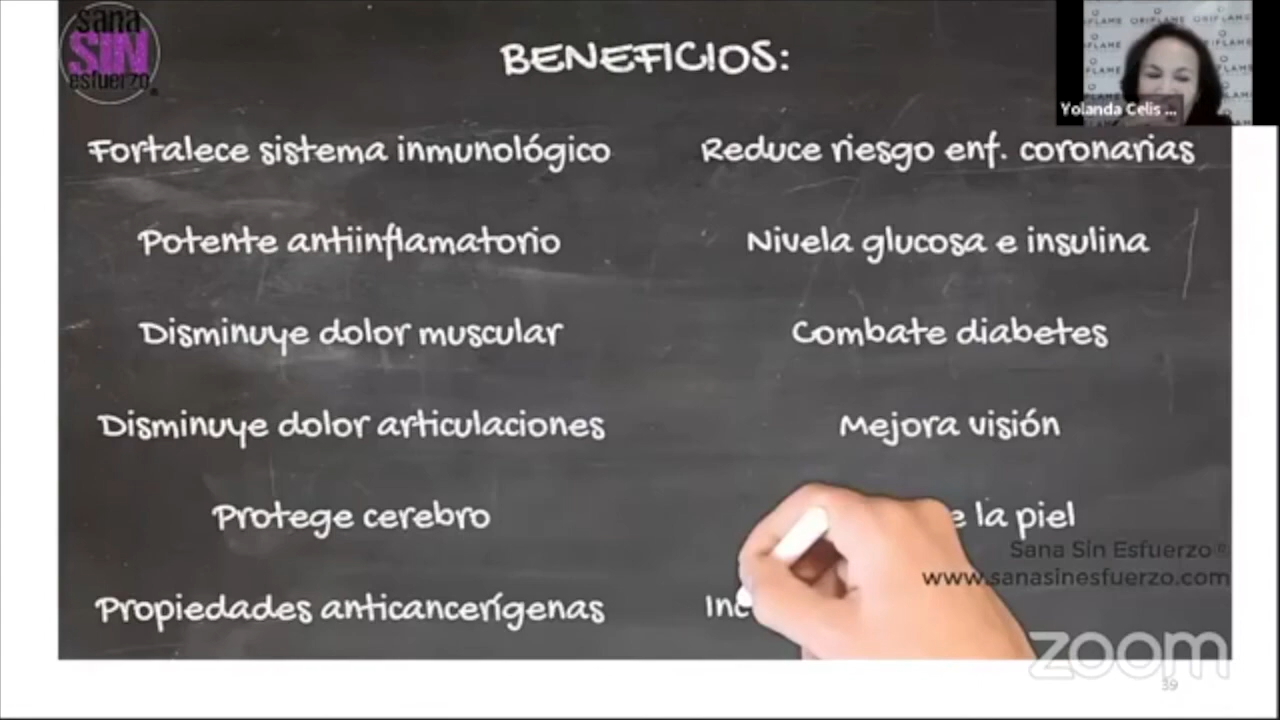 sana
SIN
esfuerzo
BENEFICIOS:
ORIFLAME
Yolanda Celis ...
Fortalece sistema inmunológico
Reduce riesgo enf. coronarias
Potente antiinflamatorio
Nivela glucosa e insulina
Disminuye dolor muscular
Combate diabetes
Disminuye dolor articulaciones
Mejora visión
Protege cerebro
la piel
Sana Sin Esfuerzo®
www.sanasinesfuerzo.com
Propiedades anticancerígenas
zoom
39